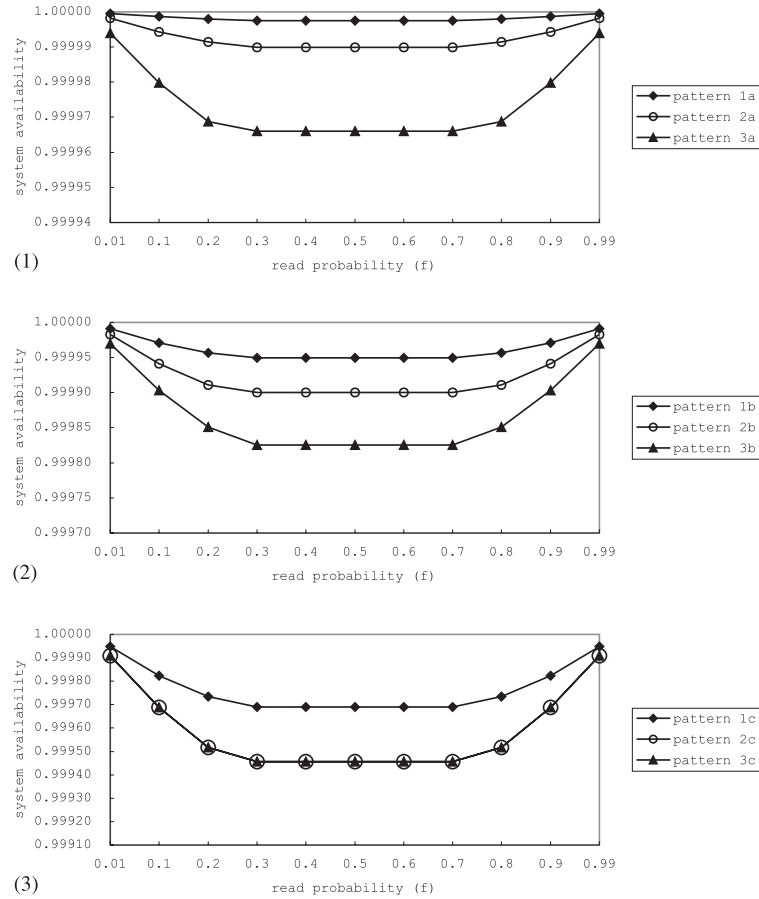 system availability
1.00000
0.99999
0.99998
0.99997
0.99996
0.99995
0.99994
0.01 0.1 0.2 0.3 0.4 0.5 0.6 0.7 0.8 0.9 0.99
read probability (f)
pattern 1a
pattern 2a
pattern 3a
(1)
system availability
1.00000
0.99995
0.99990
0.99985
0.99980
0.99975
0.99970
0.01 0.1 0.2 0.3 0.4 0.5 0.6 0.7 0.8 0.9 0.99
read probability (f)
pattern 1b
pattern 2b
pattern 3b
(2)
system availability
1.00000
0.99990
0.99980
0.99970
0.99960
0.99950
0.99940
0.99930
0.99920
0.99910
0.01 0.1 0.2 0.3 0.4 0.5 0.6 0.7 0.8 0.9 0.99
read probability (f)
pattern 1c
pattern 2c
pattern 3c
(3)